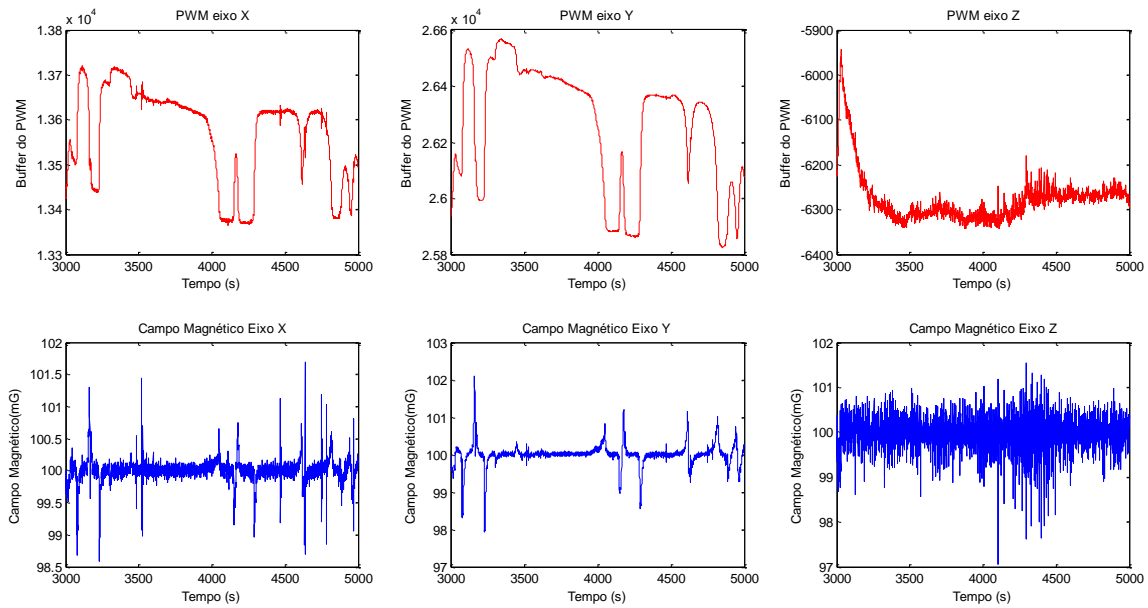 PWM eixo X
x 10^4
Buffer do PWM
1.38
1.37
1.36
1.35
1.34
1.33
3000 3500 4000 4500 5000
Tempo (s)
PWM eixo Y
x 10^4
Buffer do PWM
2.66
2.64
2.62
2.6
2.58
3000 3500 4000 4500 5000
Tempo (s)
PWM eixo Z
Buffer do PWM
-5900
-6000
-6100
-6200
-6300
-6400
3000 3500 4000 4500 5000
Tempo (s)
Campo Magnético Eixo X
Campo Magnético(mG)
102
101.5
101
100.5
100
99.5
99
98.5
3000 3500 4000 4500 5000
Tempo (s)
Campo Magnético Eixo Y
Campo Magnético(mG)
103
102
101
100
99
98
97
3000 3500 4000 4500 5000
Tempo (s)
Campo Magnético Eixo Z
Campo Magnético(mG)
102
101
100
99
98
97
3000 3500 4000 4500 5000
Tempo (s)